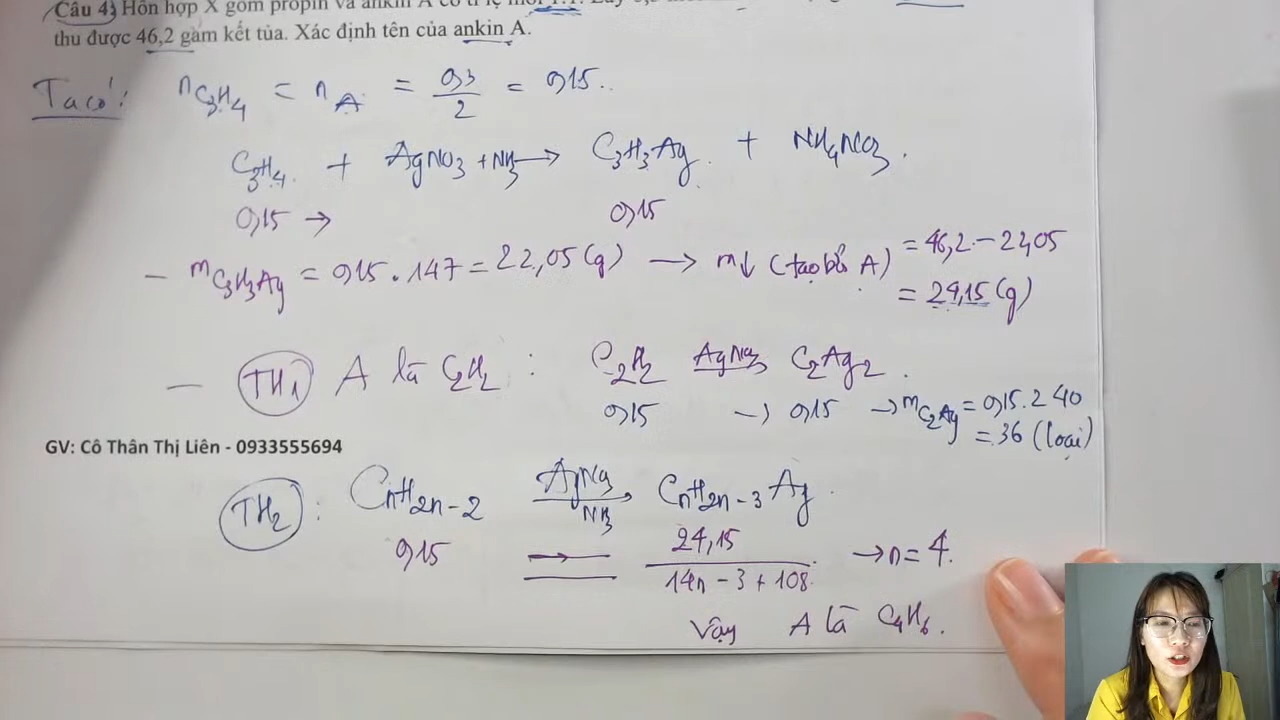 Câu 4) Hỗn hợp X gồm propin và ankin A có tỉ lệ mol 1:1. Lấy
thu được 46,2 gam kết tủa. Xác định tên của ankin A.
Ta có: nC3H4 = nA = 0,3/2 = 0,15.
C3H4 + AgNO3 + NH3 → C3H3Ag + NH4NO3.
0,15 → 0,15
- mC3H3Ag = 0,15.147 = 22,05 (g) → m↓ (tạo bởi A) = 46,2 - 22,05
= 24,15 (g)
- TH1 A là C2H2 : C2H2 AgNO3→ C2Ag2.
0,15 → 0,15 → mC2Ag2 = 0,15.240
= 36 (loại)
GV: Cô Thân Thị Liên - 0933555694
TH2 : CnH2n-2 AgNO3/NH3→ CnH2n-3Ag.
0,15 → 24,15/(14n - 3 + 108) → n = 4.
Vậy A là C4H6.